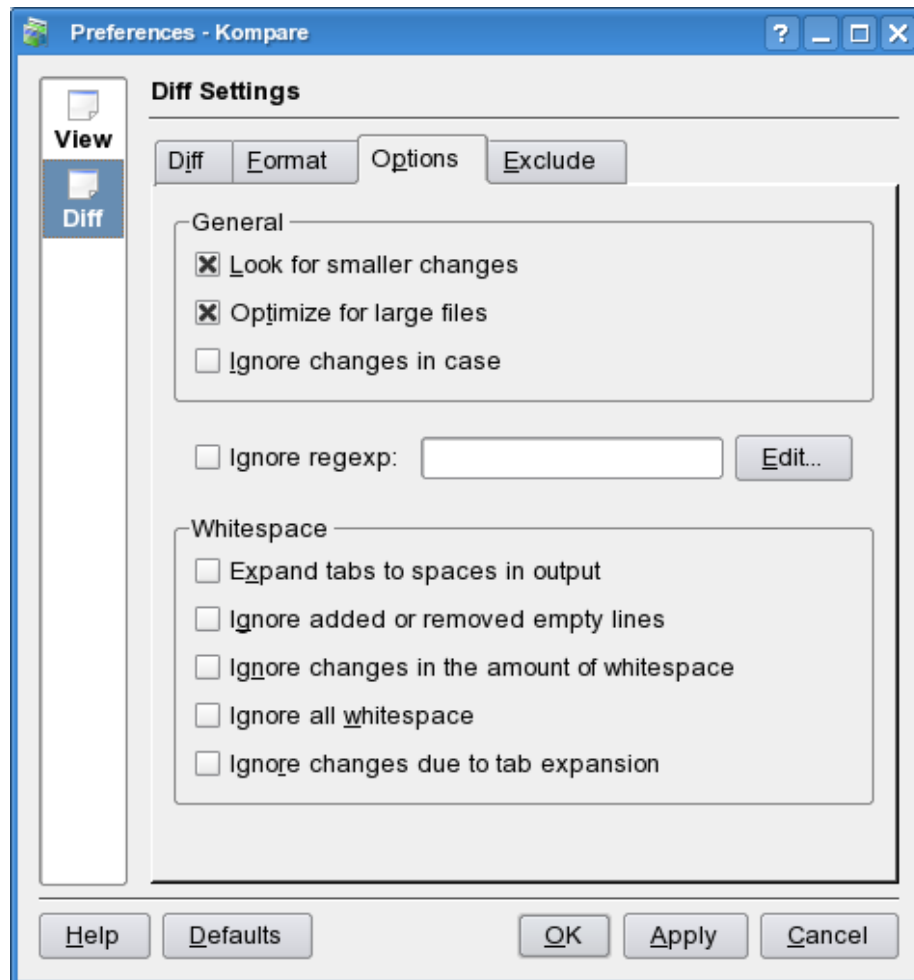 Preferences - Kompare
View
Diff
Diff Settings
Diff Format Options Exclude
General
Look for smaller changes
Optimize for large files
Ignore changes in case
Ignore regexp: Edit...
Whitespace
Expand tabs to spaces in output
Ignore added or removed empty lines
Ignore changes in the amount of whitespace
Ignore all whitespace
Ignore changes due to tab expansion
Help Defaults OK Apply Cancel